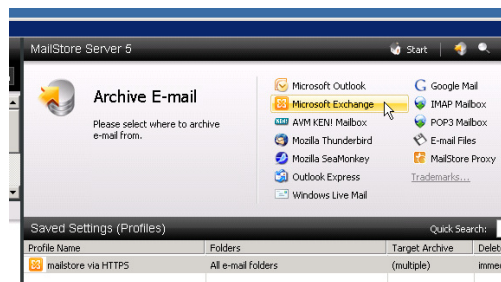 MailStore Server 5
Start
Archive E-mail
Please select where to archive
e-mail from.
Microsoft Outlook
Microsoft Exchange
AVM KEN! Mailbox
Mozilla Thunderbird
Mozilla SeaMonkey
Outlook Express
Windows Live Mail
Google Mail
IMAP Mailbox
POP3 Mailbox
E-mail Files
MailStore Proxy
Trademarks...
Saved Settings (Profiles)
Quick Search:
Profile Name Folders Target Archive Delet
mailstore via HTTPS All e-mail folders (multiple) imme